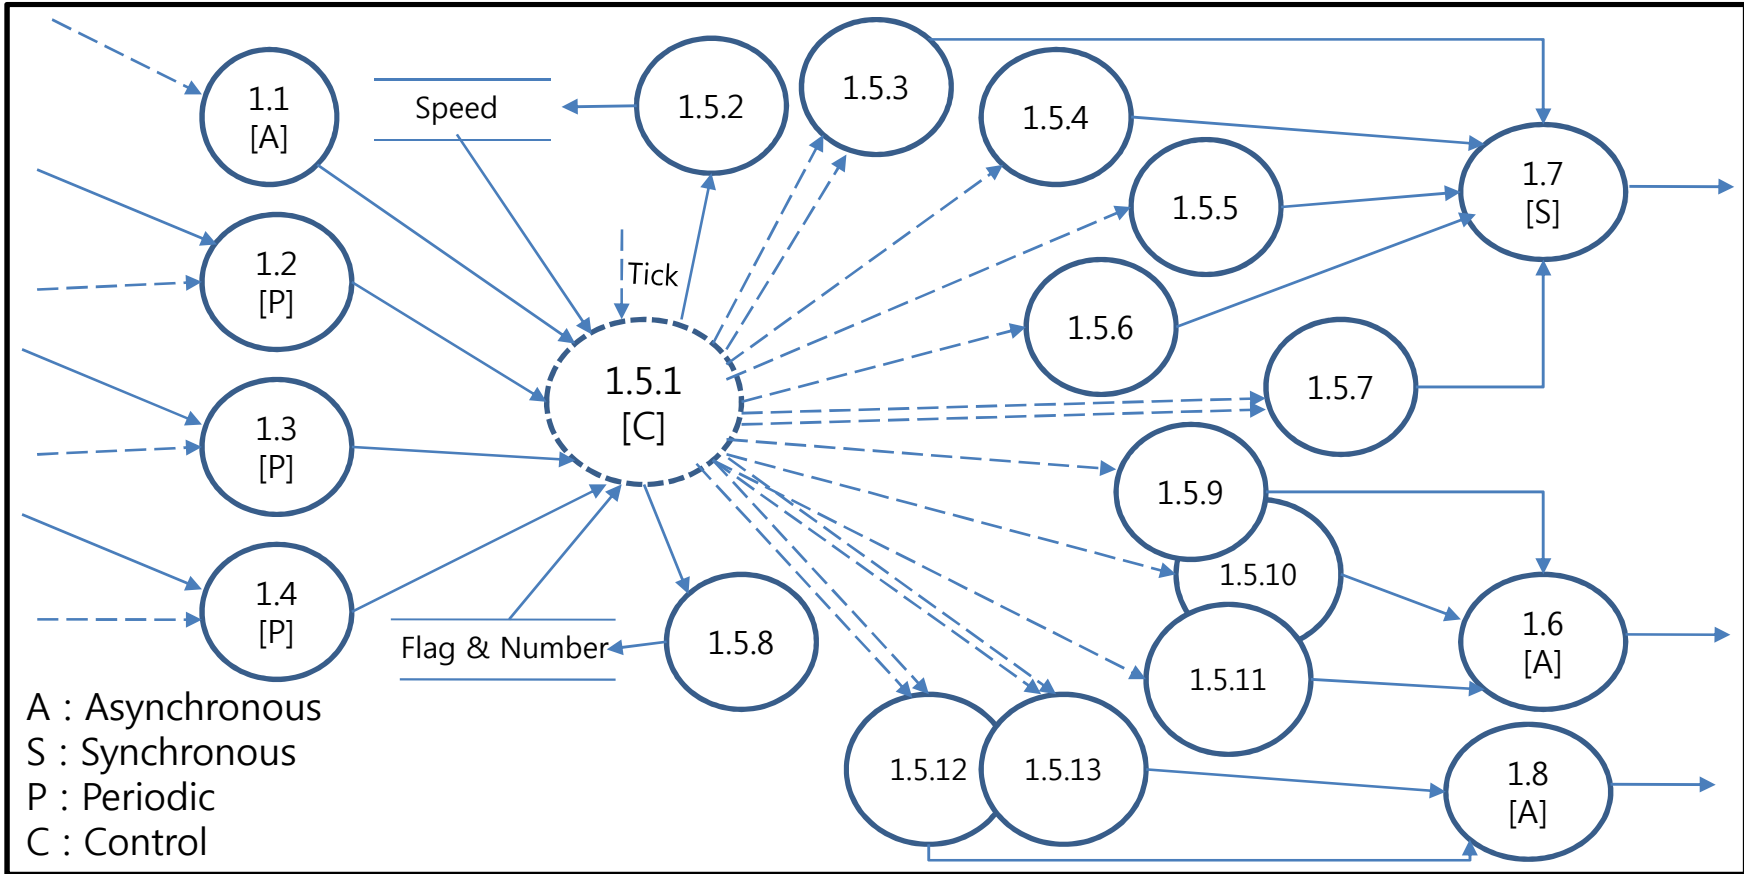 1.1
[A]
Speed
1.5.2
1.5.3
1.5.4
1.7
[S]
1.5.5
1.2
[P]
Tick
1.5.6
1.5.1
[C]
1.5.7
1.3
[P]
1.5.9
1.5.10
1.4
[P]
Flag & Number
1.5.8
1.6
[A]
1.5.11
1.5.12
1.5.13
1.8
[A]
A : Asynchronous
S : Synchronous
P : Periodic
C : Control